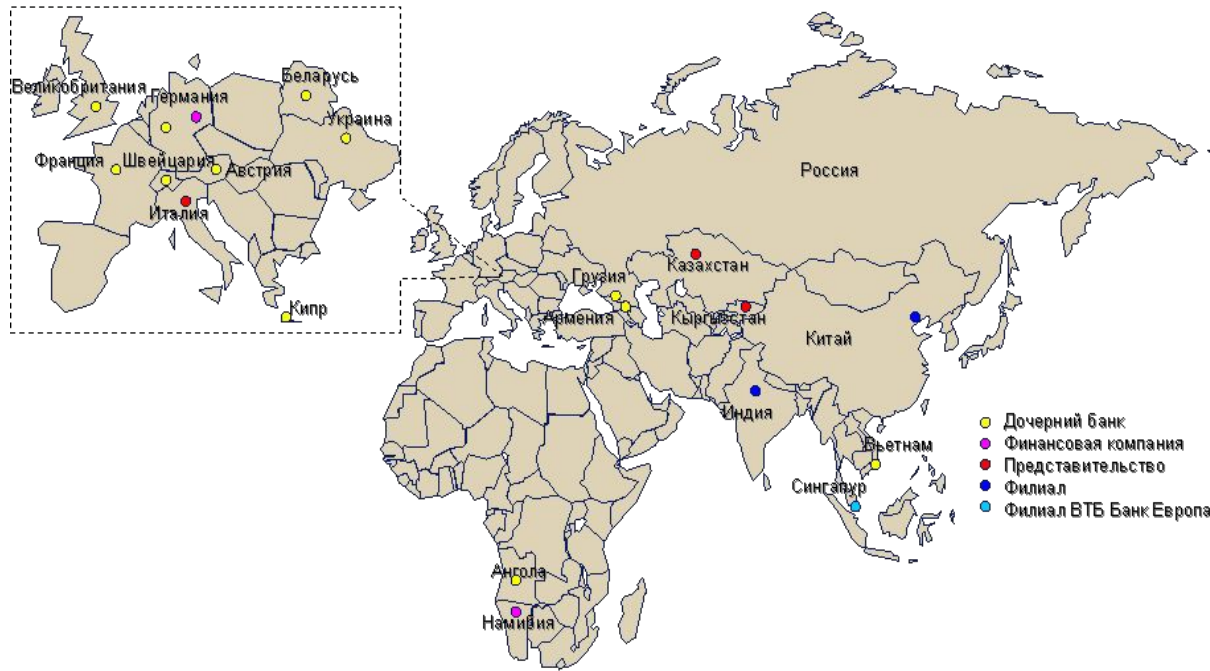 Беларусь
Великобритания
Германия
Украина
Франция
Швейцария
Австрия
Италия
Кипр
Россия
Казахстан
Грузия
Армения
Кыргызстан
Китай
Индия
Вьетнам
Сингапур
Ангола
Намибия
Дочерний банк
Финансовая компания
Представительство
Филиал
Филиал ВТБ Банк Европа